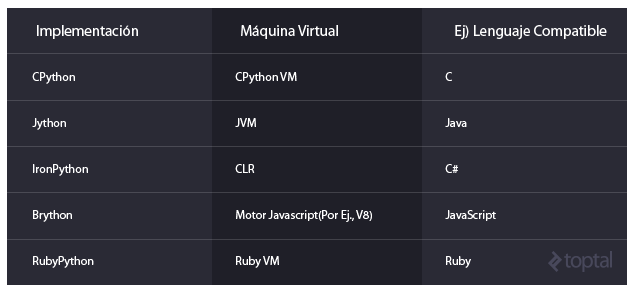 Implementación Máquina Virtual Ej) Lenguaje Compatible
CPython CPython VM C
Jython JVM Java
IronPython CLR C#
Brython Motor Javascript(Por Ej., V8) JavaScript
RubyPython Ruby VM Ruby
toptal